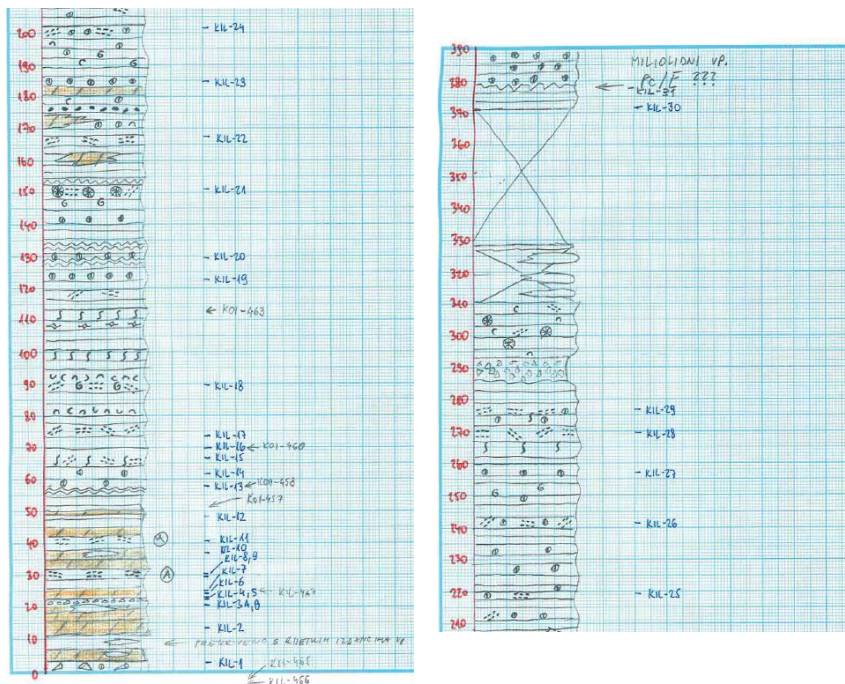 200
KIL-24
190
KIL-23
180
170
KIL-22
160
150
KIL-21
140
130
KIL-20
KIL-19
120
110
← KOI-463
100
90
KIL-18
80
KIL-17
70
KIL-16 ← KOI-460
KIL-15
60
KIL-14
KIL-13 ← KOI-458
KOI-457
50
KIL-12
40
KIL-11
KIL-10
KIL-8,9
30
A
KIL-7
KIL-6
KIL-4,5
20
KIL-3A,B
KIL-2
10
KIL-1
0
390
MILIOLIDNI VP.
380
Pc/F ???
KIL-31
370
KIL-30
360
350
340
330
320
310
300
290
280
KIL-29
270
KIL-28
260
KIL-27
250
240
KIL-26
230
220
KIL-25
210